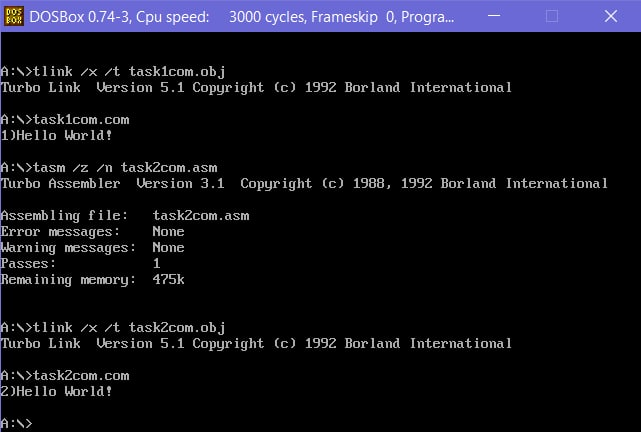 DOS BOX DOSBox 0.74-3, Cpu speed: 3000 cycles, Frameskip 0, Progra...
A:\>tlink /x /t task1com.obj
Turbo Link Version 5.1 Copyright (c) 1992 Borland International
A:\>task1com.com
1)Hello World!
A:\>tasm /z /n task2com.asm
Turbo Assembler Version 3.1 Copyright (c) 1988, 1992 Borland International
Assembling file: task2com.asm
Error messages: None
Warning messages: None
Passes: 1
Remaining memory: 475k
A:\>tlink /x /t task2com.obj
Turbo Link Version 5.1 Copyright (c) 1992 Borland International
A:\>task2com.com
2)Hello World!
A:\>